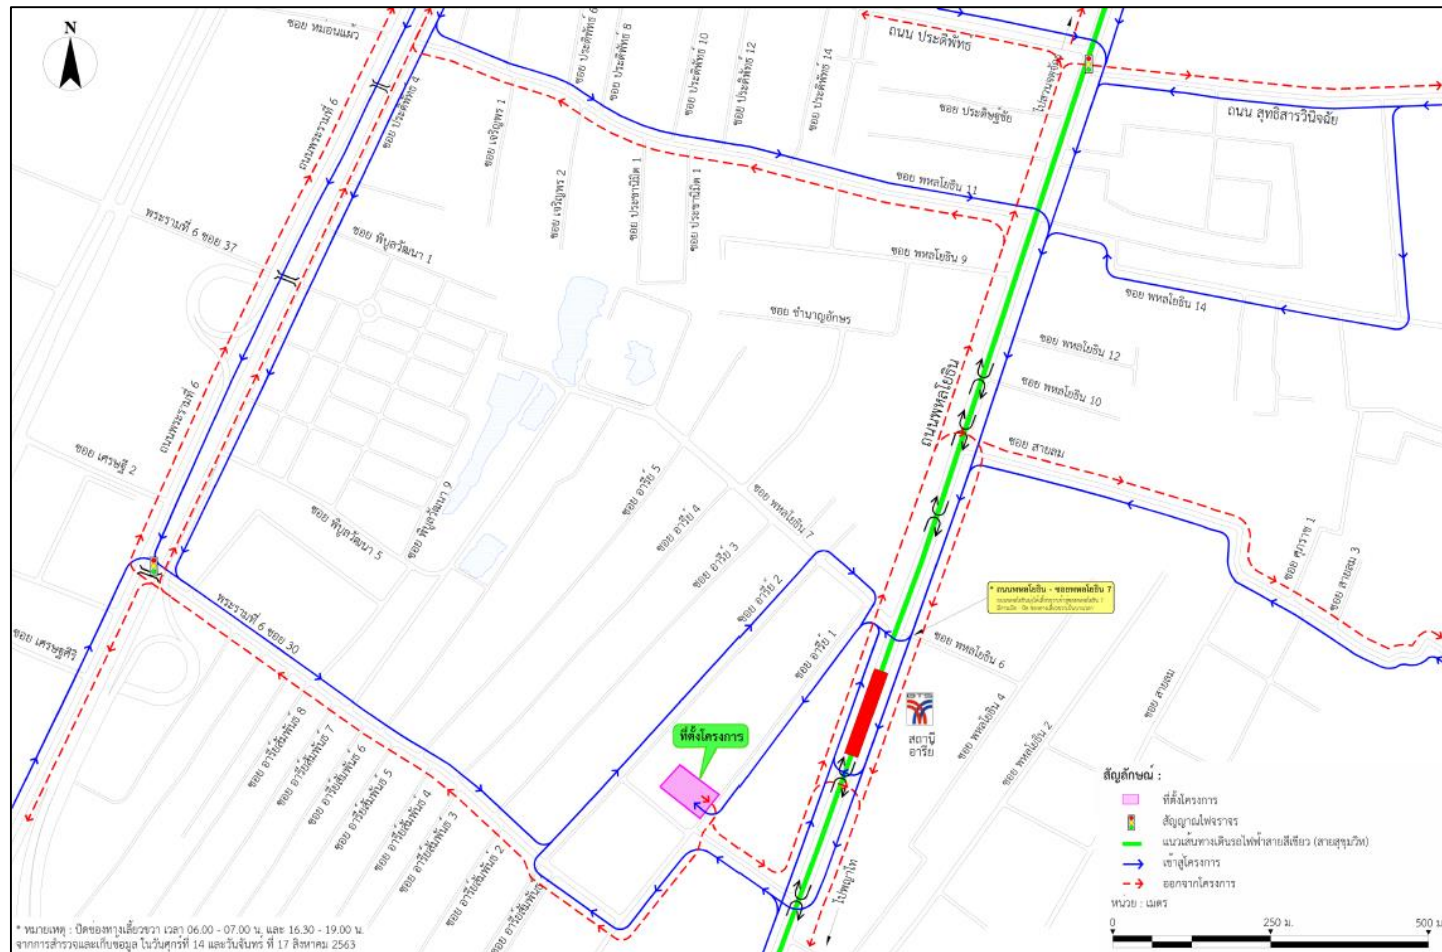 N
ซอย หม่อนแผ้ว
ถนนพระรามที่ 6
ซอย ประดิพัทธ์ 4
ซอย ประดิพัทธ์ 6
ซอย ประดิพัทธ์ 8
ซอย ประดิพัทธ์ 10
ซอย ประดิพัทธ์ 12
ซอย ประดิพัทธ์ 14
ถนน ประดิพัทธ์
ไปสวนจตุจักร
ซอย ประดิษฐ์ชัย
ถนน สุทธิสารวินิจฉัย
ซอย เจริญพร 1
ซอย เจริญพร 2
ซอย ประชานิมิต 1
ซอย ประชานิมิต 1
ซอย พหลโยธิน 11
ซอย พหลโยธิน 9
ซอย พหลโยธิน 14
พระรามที่ 6 ซอย 37
ซอย พิบูลวัฒนา 1
ซอย ชำนาญอักษร
ซอย พหลโยธิน 12
ซอย พหลโยธิน 10
ถนนพหลโยธิน
ซอย สายลม
ถนนพระรามที่ 6
ซอย เศรษฐี 2
ซอย พิบูลวัฒนา 5
ซอย พิบูลวัฒนา 9
ซอย อารีย์ 5
ซอย อารีย์ 4
ซอย อารีย์ 3
ซอย อารีย์ 2
ซอย อารีย์ 1
ซอย พหลโยธิน 7
ซอย ศุภราช 1
ซอย สายลม 3
* ถนนพหลโยธิน - ซอยพหลโยธิน 7
ซอย เศรษฐศิริ
พระรามที่ 6 ซอย 30
ซอย พหลโยธิน 6
ซอย พหลโยธิน 4
ซอย พหลโยธิน 2
ซอย สายลม
BTS
สถานี
อารีย์
ที่ตั้งโครงการ
ซอย อารีย์สัมพันธ์ 8
ซอย อารีย์สัมพันธ์ 7
ซอย อารีย์สัมพันธ์ 6
ซอย อารีย์สัมพันธ์ 5
ซอย อารีย์สัมพันธ์ 4
ซอย อารีย์สัมพันธ์ 3
ซอย อารีย์สัมพันธ์ 2
ซอย อารีย์สัมพันธ์
ไปพญาไท
สัญลักษณ์ :
ที่ตั้งโครงการ
สัญญาณไฟจราจร
แนวเส้นทางเดินรถไฟฟ้าสายสีเขียว (สายสุขุมวิท)
เข้าสู่โครงการ
ออกจากโครงการ
หน่วย : เมตร
0 250 ม. 500 ม.
* หมายเหตุ : ปิดช่องทางเลี้ยวขวา เวลา 06.00 - 07.00 น. และ 16.30 - 19.00 น.
จากการสำรวจและเก็บข้อมูล ในวันศุกร์ที่ 14 และวันจันทร์ ที่ 17 สิงหาคม 2563